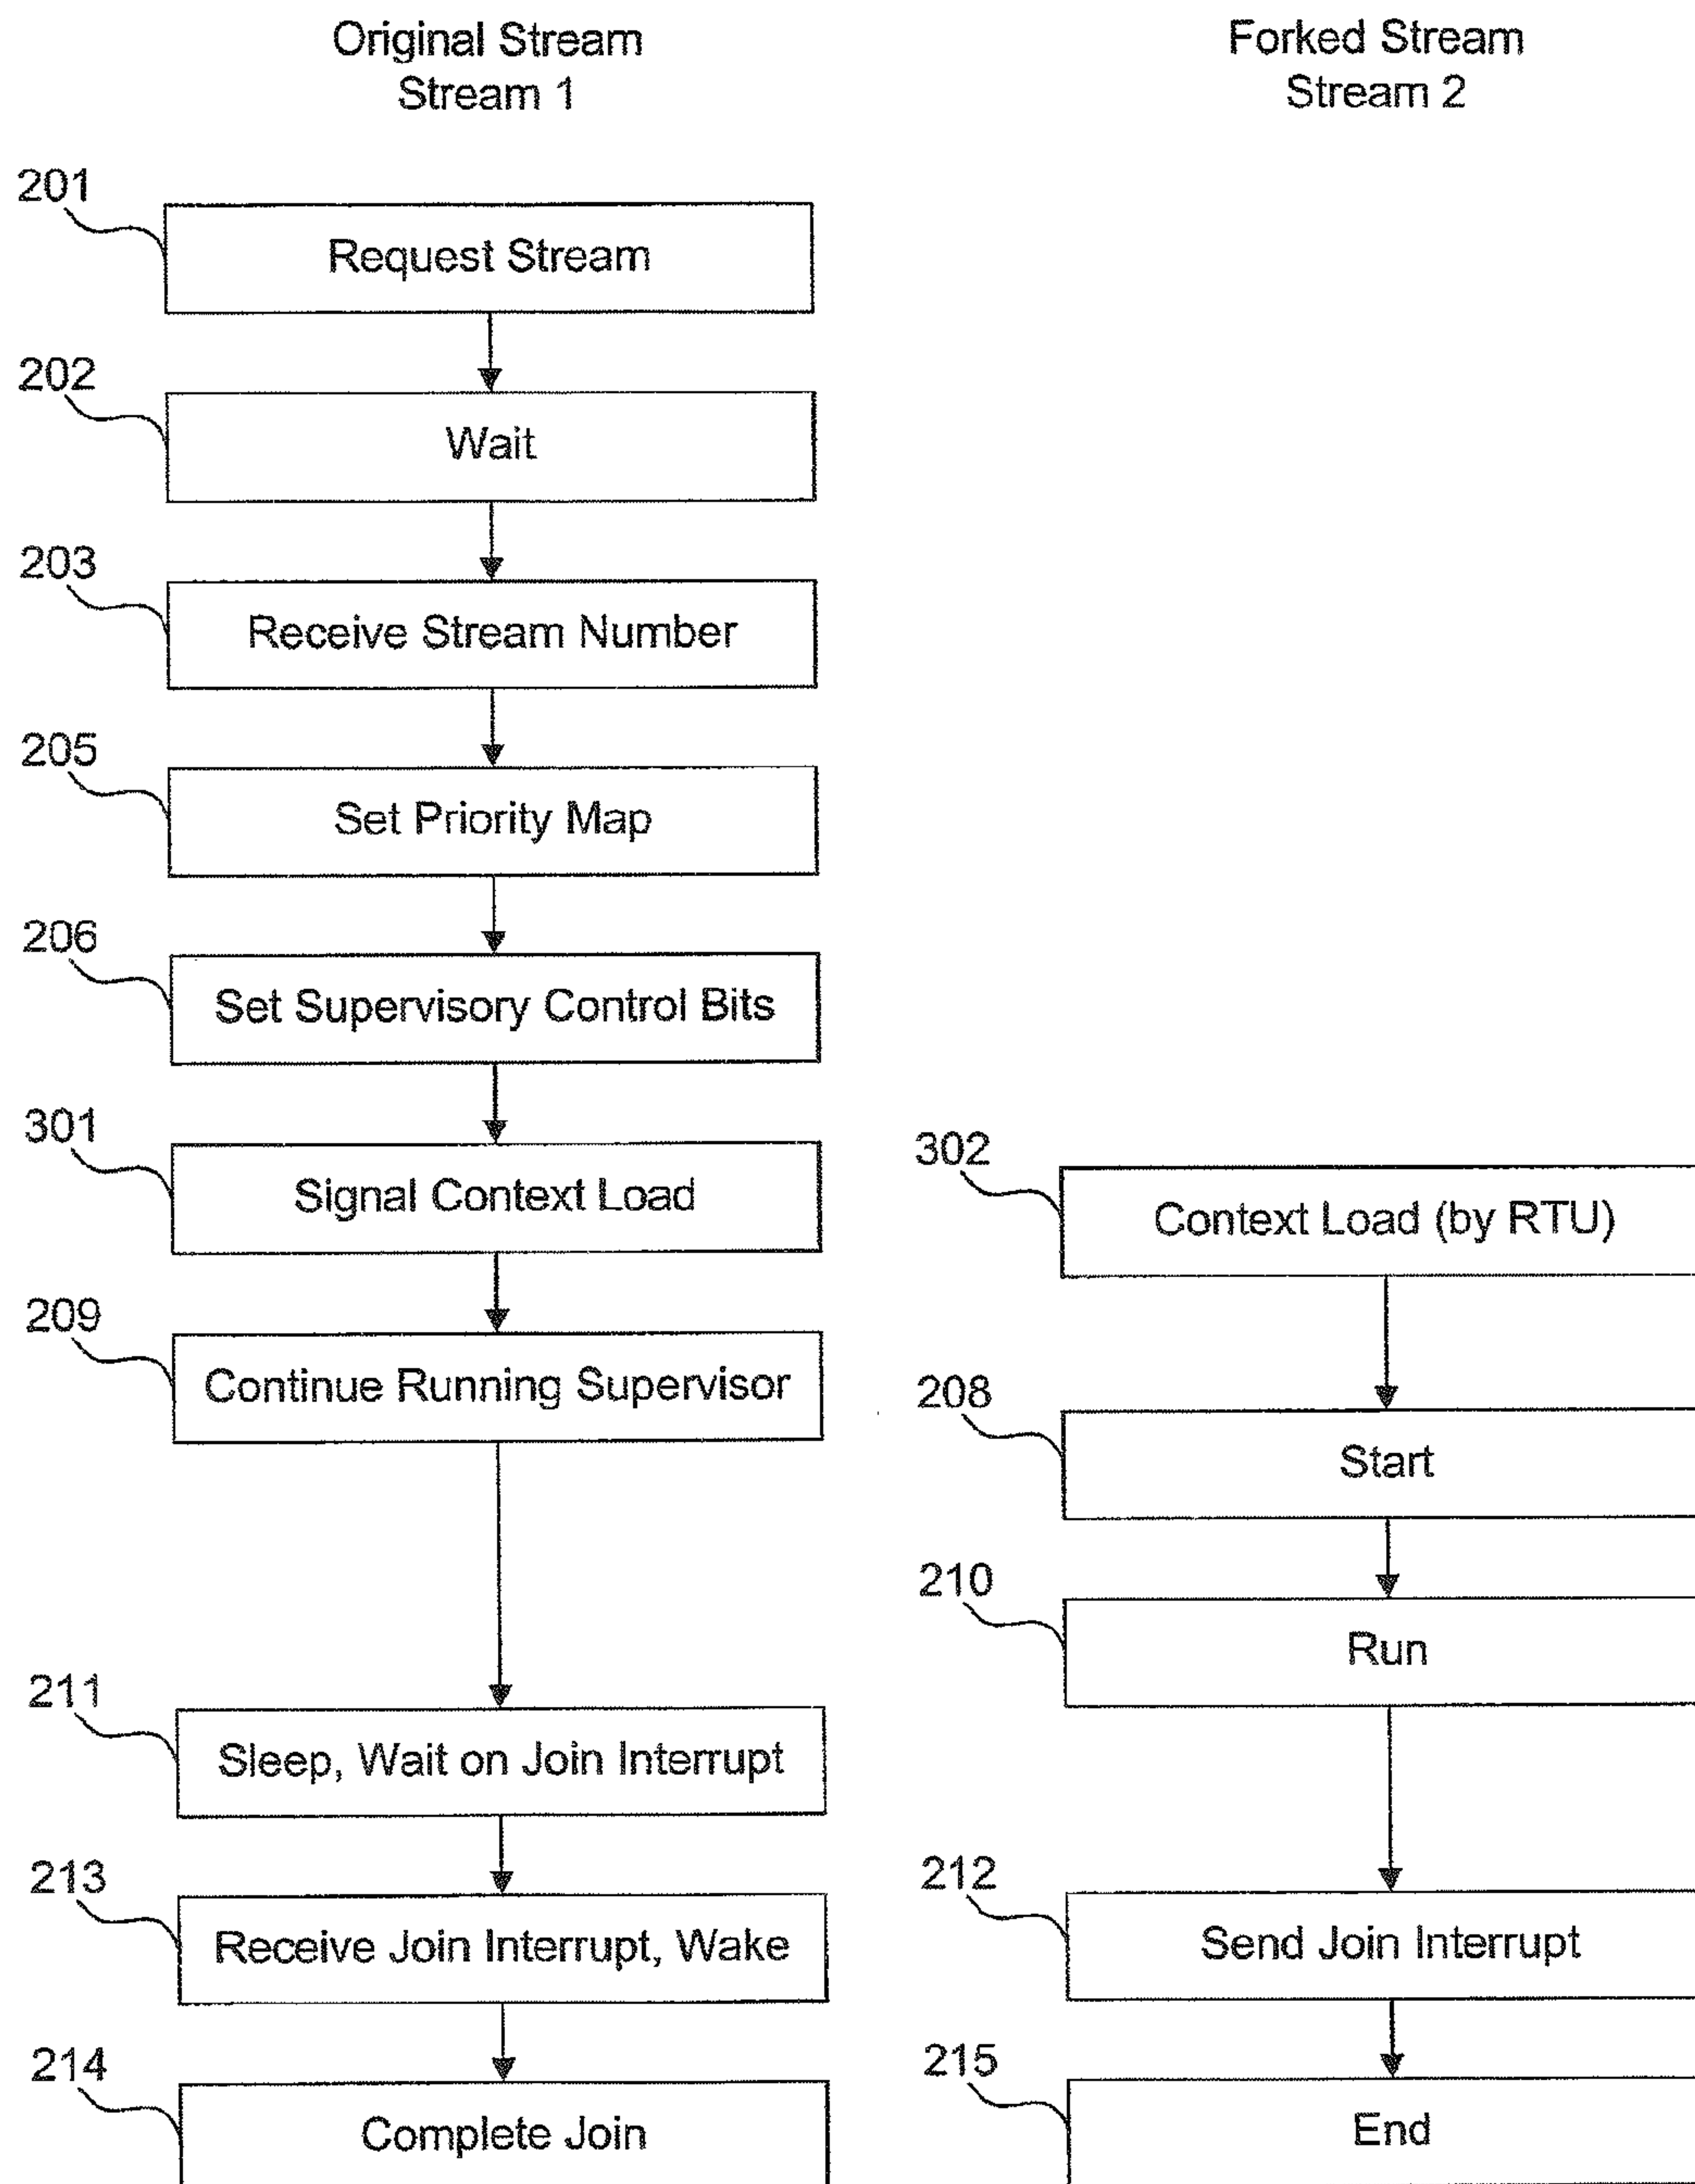 Original Stream
Stream 1
Forked Stream
Stream 2
201
Request Stream
202
Wait
203
Receive Stream Number
205
Set Priority Map
206
Set Supervisory Control Bits
301
Signal Context Load
302
Context Load (by RTU)
209
Continue Running Supervisor
208
Start
210
Run
211
Sleep, Wait on Join Interrupt
213
Receive Join Interrupt, Wake
212
Send Join Interrupt
214
Complete Join
215
End